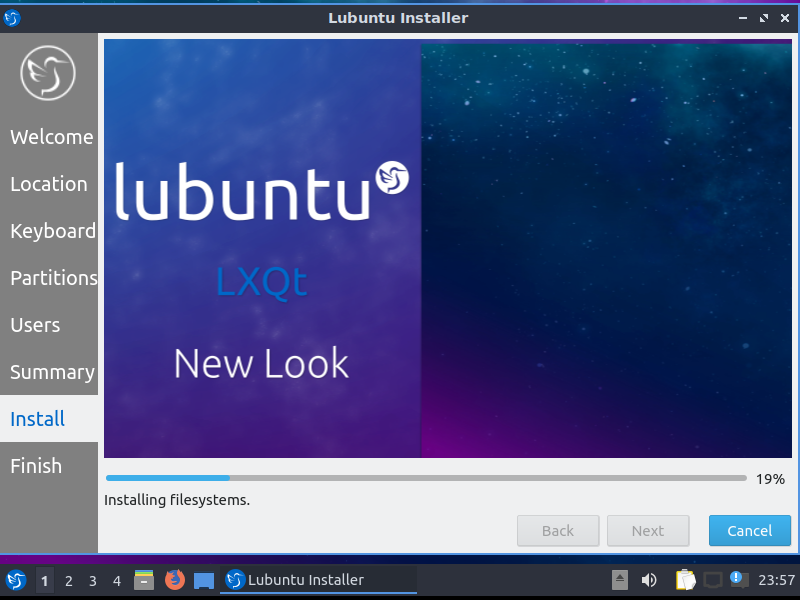 Lubuntu Installer
Welcome
Location
Keyboard
Partitions
Users
Summary
Install
Finish
lubuntu
LXQt
New Look
19%
Installing filesystems.
Back Next Cancel
1 2 3 4 Lubuntu Installer 23:57